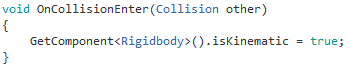 void OnCollisionEnter(Collision other)
{
    GetComponent<Rigidbody>().isKinematic = true;
}